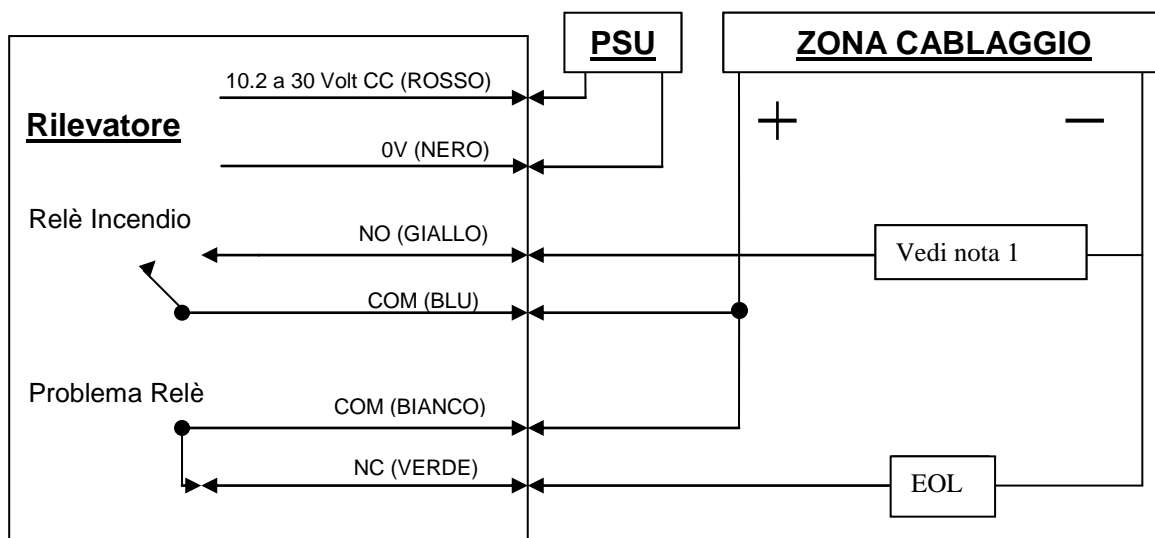 PSU
ZONA CABLAGGIO
10.2 a 30 Volt CC (ROSSO)
Rilevatore
+
−
0V (NERO)
Relè Incendio
NO (GIALLO)
Vedi nota 1
COM (BLU)
Problema Relè
COM (BIANCO)
NC (VERDE)
EOL